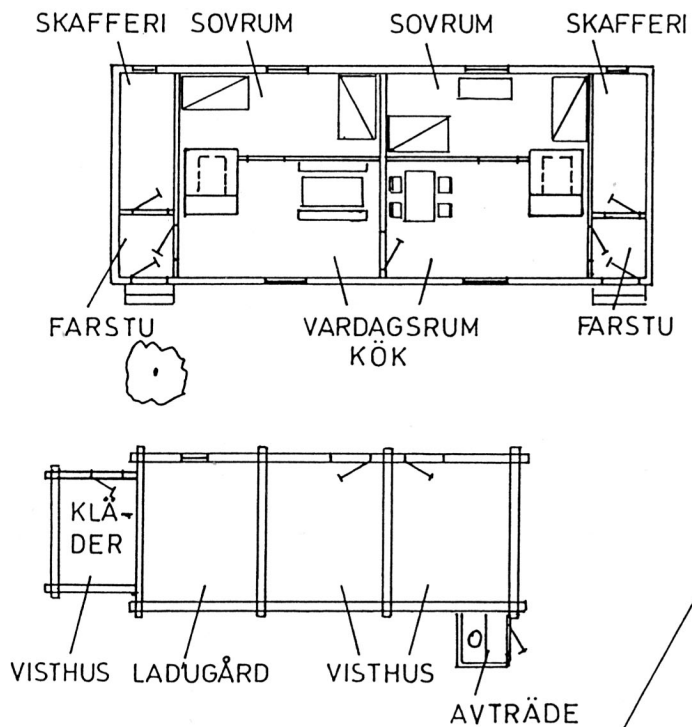 SKAFFERI SOVRUM SOVRUM SKAFFERI
FARSTU VARDAGSRUM FARSTU
KÖK
KLÄ-
DER
VISTHUS LADUGÅRD VISTHUS
AVTRÄDE